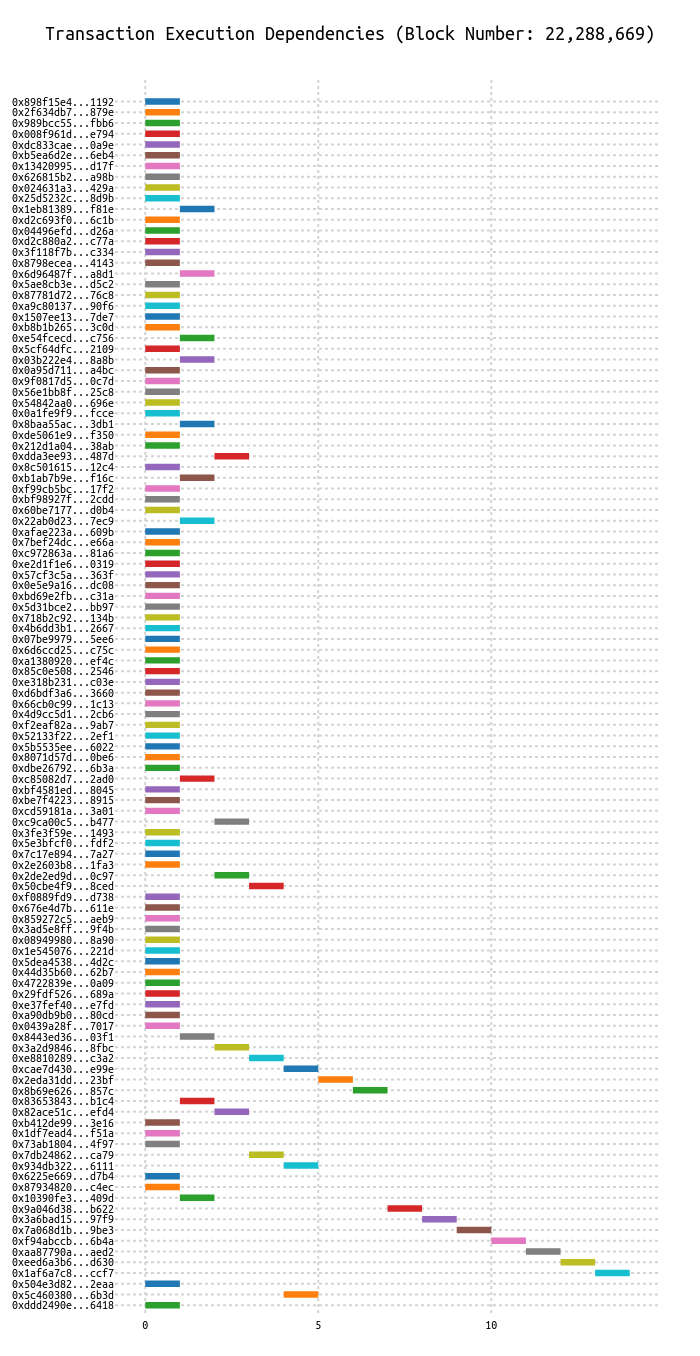 Transaction Execution Dependencies (Block Number: 22,288,669)
0x898f15e4...1192
0x2f634db7...879e
0x989bcc55...fbb6
0x008f961d...e794
0xdc833cae...0a9e
0xb5ea6d2e...6eb4
0x13420995...d17f
0x626815b2...a98b
0x024631a3...429a
0x25d5232c...8d9b
0x1eb81389...f81e
0xd2c693f0...6c1b
0x04496efd...d26a
0xd2c880a2...c77a
0x3f118f7b...c334
0x8798ecea...4143
0x6d96487f...a8d1
0x5ae8cb3e...d5c2
0x87781d72...76c8
0xa9c80137...90f6
0x1507ee13...7de7
0xb8b1b265...3c0d
0xe54fcecd...c756
0x5cf64dfc...2109
0x03b222e4...8a8b
0x0a95d711...a4bc
0x9f0817d5...0c7d
0x56e1bb8f...25c8
0x54842aa0...696e
0x0a1fe9f9...fcce
0x8baa55ac...3db1
0xde5061e9...f350
0x212d1a04...38ab
0xdda3ee93...487d
0x8c501615...12c4
0xb1ab7b9e...f16c
0xf99cb5bc...17f2
0xbf98927f...2cdd
0x60be7177...d0b4
0x22ab0d23...7ec9
0xafae223a...609b
0x7bef24dc...e66a
0xc972863a...81a6
0xe2d1f1e6...0319
0x57cf3c5a...363f
0x0e5e9a16...dc08
0xbd69e2fb...c31a
0x5d31bce2...bb97
0x718b2c92...134b
0x4b6dd3b1...2667
0x07be9979...5ee6
0x6d6ccd25...c75c
0xa1380920...ef4c
0x85c0e508...2546
0xe318b231...c03e
0xd6bdf3a6...3660
0x66cb0c99...1c13
0x4d9cc5d1...2cb6
0xf2eaf82a...9ab7
0x52133f22...2ef1
0x5b5535ee...6022
0x8071d57d...0be6
0xdbe26792...6b3a
0xc85082d7...2ad0
0xbf4581ed...8045
0xbe7f4223...8915
0xcd59181a...3a01
0xc9ca00c5...b477
0x3fe3f59e...1493
0x5e3bfcf0...fdf2
0x7c17e894...7a27
0x2e2603b8...1fa3
0x2de2ed9d...0c97
0x50cbe4f9...8ced
0xf0889fd9...d738
0x676e4d7b...611e
0x859272c5...aeb9
0x3ad5e8ff...9f4b
0x08949980...8a90
0x1e545076...221d
0x5dea4538...4d2c
0x44d35b60...62b7
0x4722839e...0a09
0x29fdf526...689a
0xe37fef40...e7fd
0xa90db9b0...80cd
0x0439a28f...7017
0x8443ed36...03f1
0x3a2d9846...8fbc
0xe8810289...c3a2
0xcae7d430...e99e
0x2eda31dd...23bf
0x8b69e626...857c
0x83653843...b1c4
0x82ace51c...efd4
0xb412de99...3e16
0x1df7ead4...f51a
0x73ab1804...4f97
0x7db24862...ca79
0x934db322...6111
0x6225e669...d7b4
0x87934820...c4ec
0x10390fe3...409d
0x9a046d38...b622
0x3a6bad15...97f9
0x7a068d1b...9be3
0xf94abccb...6b4a
0xaa87790a...aed2
0xeed6a3b6...d630
0x1af6a7c8...ccf7
0x504e3d82...2eaa
0x5c460380...6b3d
0xddd2490e...6418
0 5 10